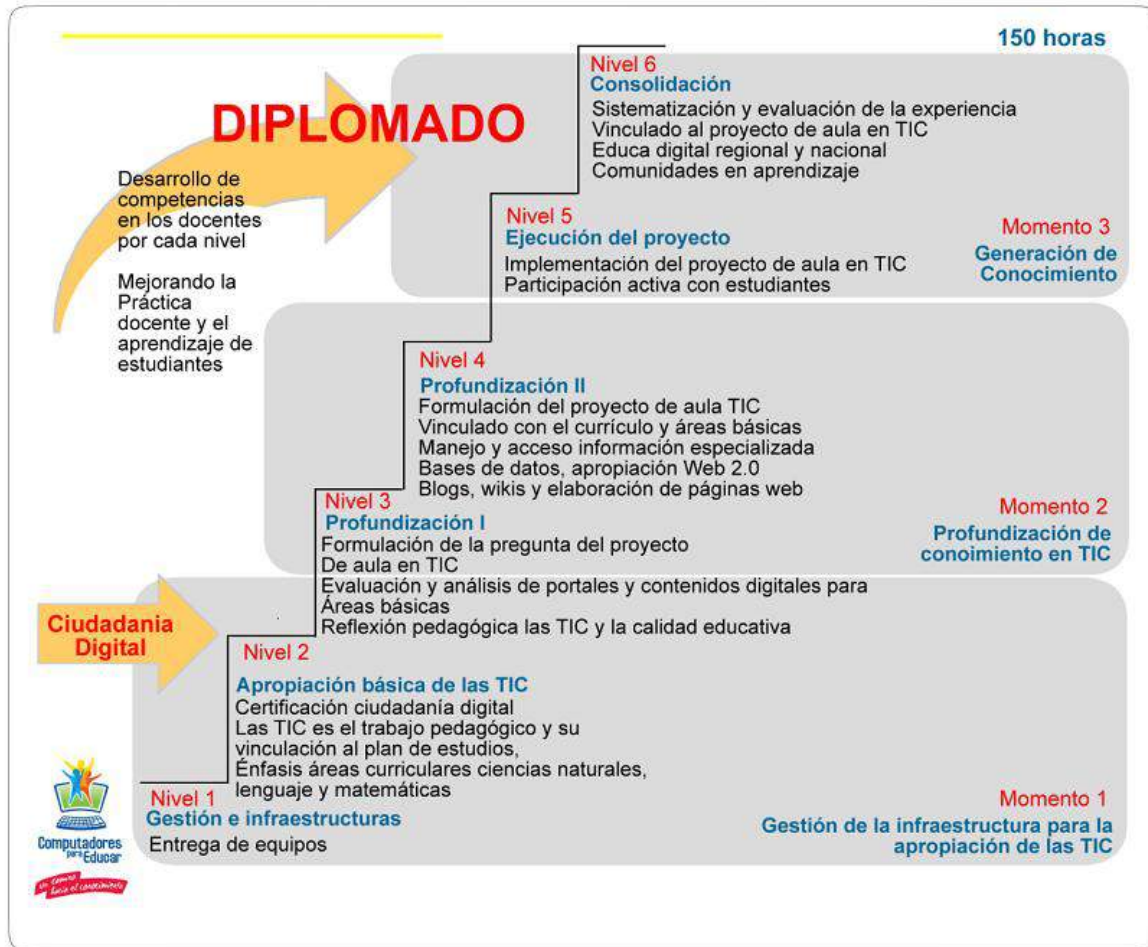 150 horas
Nivel 6
Consolidación
Sistematización y evaluación de la experiencia
Vinculado al proyecto de aula en TIC
Educa digital regional y nacional
Comunidades en aprendizaje
DIPLOMADO
Desarrollo de
competencias
en los docentes
por cada nivel
Mejorando la
Práctica
docente y el
aprendizaje de
estudiantes
Nivel 5
Ejecución del proyecto
Implementación del proyecto de aula en TIC
Participación activa con estudiantes
Momento 3
Generación de
Conocimiento
Nivel 4
Profundización II
Formulación del proyecto de aula TIC
Vinculado con el currículo y áreas básicas
Manejo y acceso información especializada
Bases de datos, apropiación Web 2.0
Blogs, wikis y elaboración de páginas web
Nivel 3
Profundización I
Formulación de la pregunta del proyecto
De aula en TIC
Evaluación y análisis de portales y contenidos digitales para
Áreas básicas
Reflexión pedagógica las TIC y la calidad educativa
Momento 2
Profundización de
conoimiento en TIC
Ciudadania
Digital
Nivel 2
Apropiación básica de las TIC
Certificación ciudadanía digital
Las TIC es el trabajo pedagógico y su
vinculación al plan de estudios,
Énfasis áreas curriculares ciencias naturales,
lenguaje y matemáticas
Nivel 1
Gestión e infraestructuras
Entrega de equipos
Momento 1
Gestión de la infraestructura para la
apropiación de las TIC
Computadores
para Educar
un camino
hacia el conocimiento